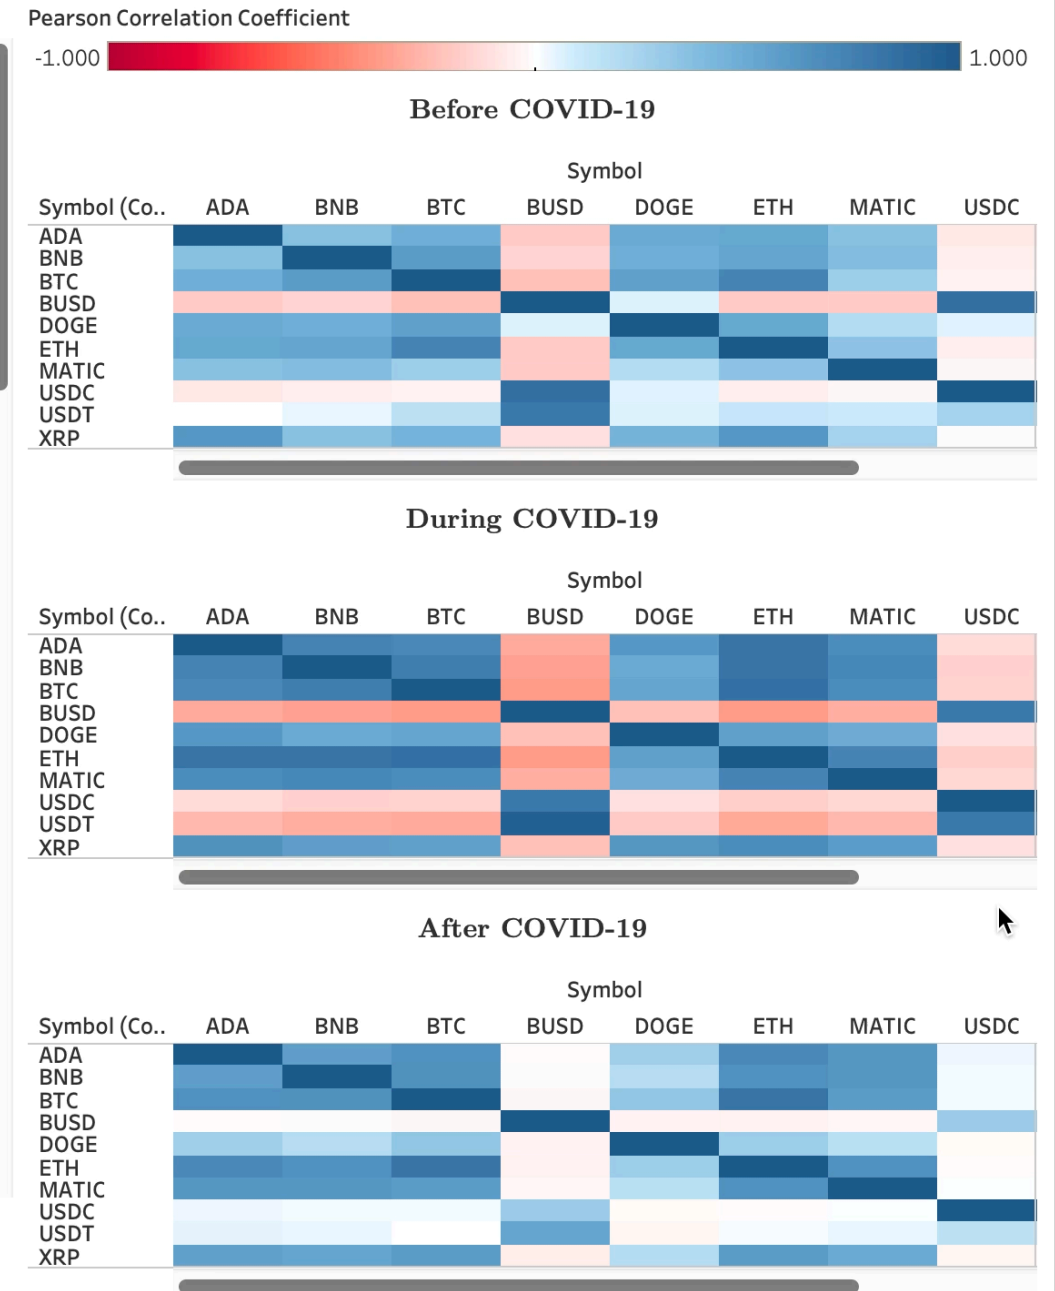 Pearson Correlation Coefficient
-1.000 1.000
Before COVID-19
Symbol
Symbol (Co.. ADA BNB BTC BUSD DOGE ETH MATIC USDC
ADA
BNB
BTC
BUSD
DOGE
ETH
MATIC
USDC
USDT
XRP
During COVID-19
Symbol
Symbol (Co.. ADA BNB BTC BUSD DOGE ETH MATIC USDC
ADA
BNB
BTC
BUSD
DOGE
ETH
MATIC
USDC
USDT
XRP
After COVID-19
Symbol
Symbol (Co.. ADA BNB BTC BUSD DOGE ETH MATIC USDC
ADA
BNB
BTC
BUSD
DOGE
ETH
MATIC
USDC
USDT
XRP